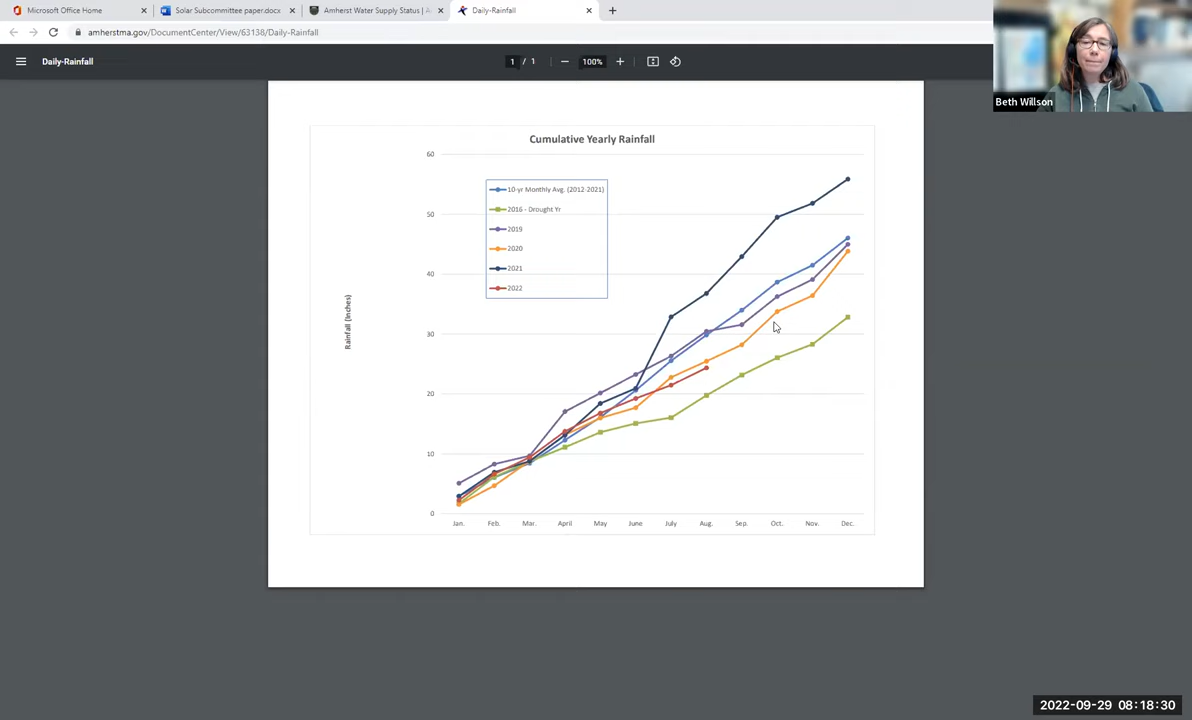 Microsoft Office Home
Solar Subcommittee paper.docx
Amherst Water Supply Status | A
Daily-Rainfall
amherstma.gov/DocumentCenter/View/63138/Daily-Rainfall
Daily-Rainfall
1 / 1
100%
Beth Willson
Cumulative Yearly Rainfall
60
50
40
30
20
10
0
Rainfall (Inches)
10-yr Monthly Avg. (2012-2021)
2016 - Drought Yr
2019
2020
2021
2022
Jan. Feb. Mar. April May June July Aug. Sep. Oct. Nov. Dec.
2022-09-29 08:18:30